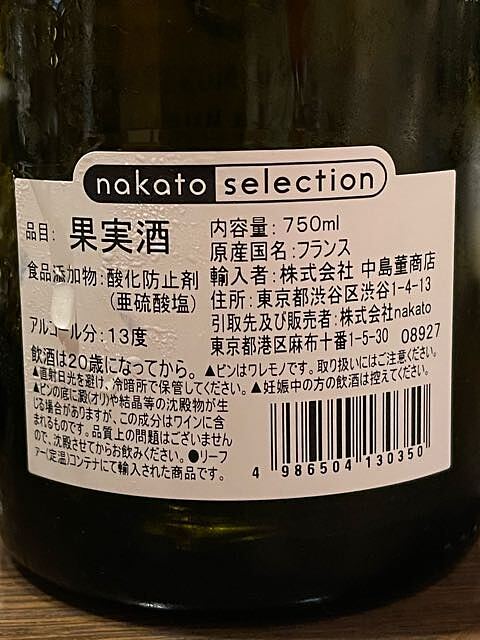 nakato selection
品目: 果実酒
食品添加物:酸化防止剤
(亜硫酸塩)
アルコール分:13度
内容量: 750ml
原産国名:フランス
輸入者:株式会社 中島董商店
住所:東京都渋谷区渋谷1-4-13
引取先及び販売者:株式会社nakato
東京都港区麻布十番1-5-30 08927
飲酒は20歳になってから。▲ビンはワレモノです。取り扱いにはご注意ください。
▲直射日光を避け、冷暗所で保管してください。▲妊娠中の方の飲酒は控えてください。
▲ビンの底に澱(オリ)や結晶等の沈殿物が生
じる場合がありますが、この成分はワインに含
まれるものです。品質上の問題はございません
ので、沈殿させてからお飲みください。●リーフ
ァー(定温)コンテナにて輸入された商品です。
4 986504 130350